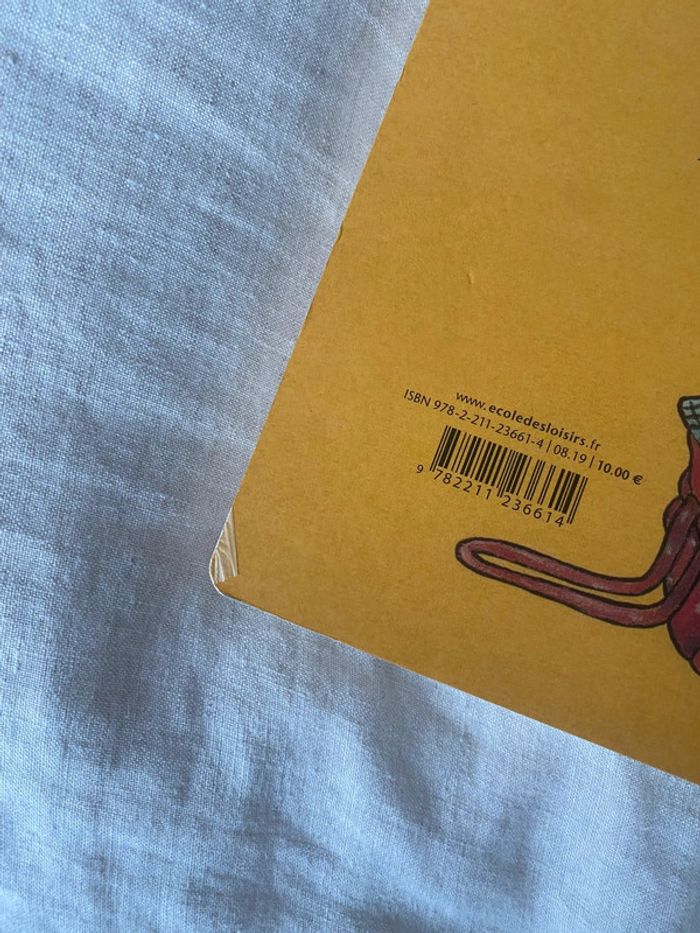 www.ecoledesloisirs.fr
ISBN 978-2-211-23661-4 | 08.19 | 10.00 €
9 782211 236614